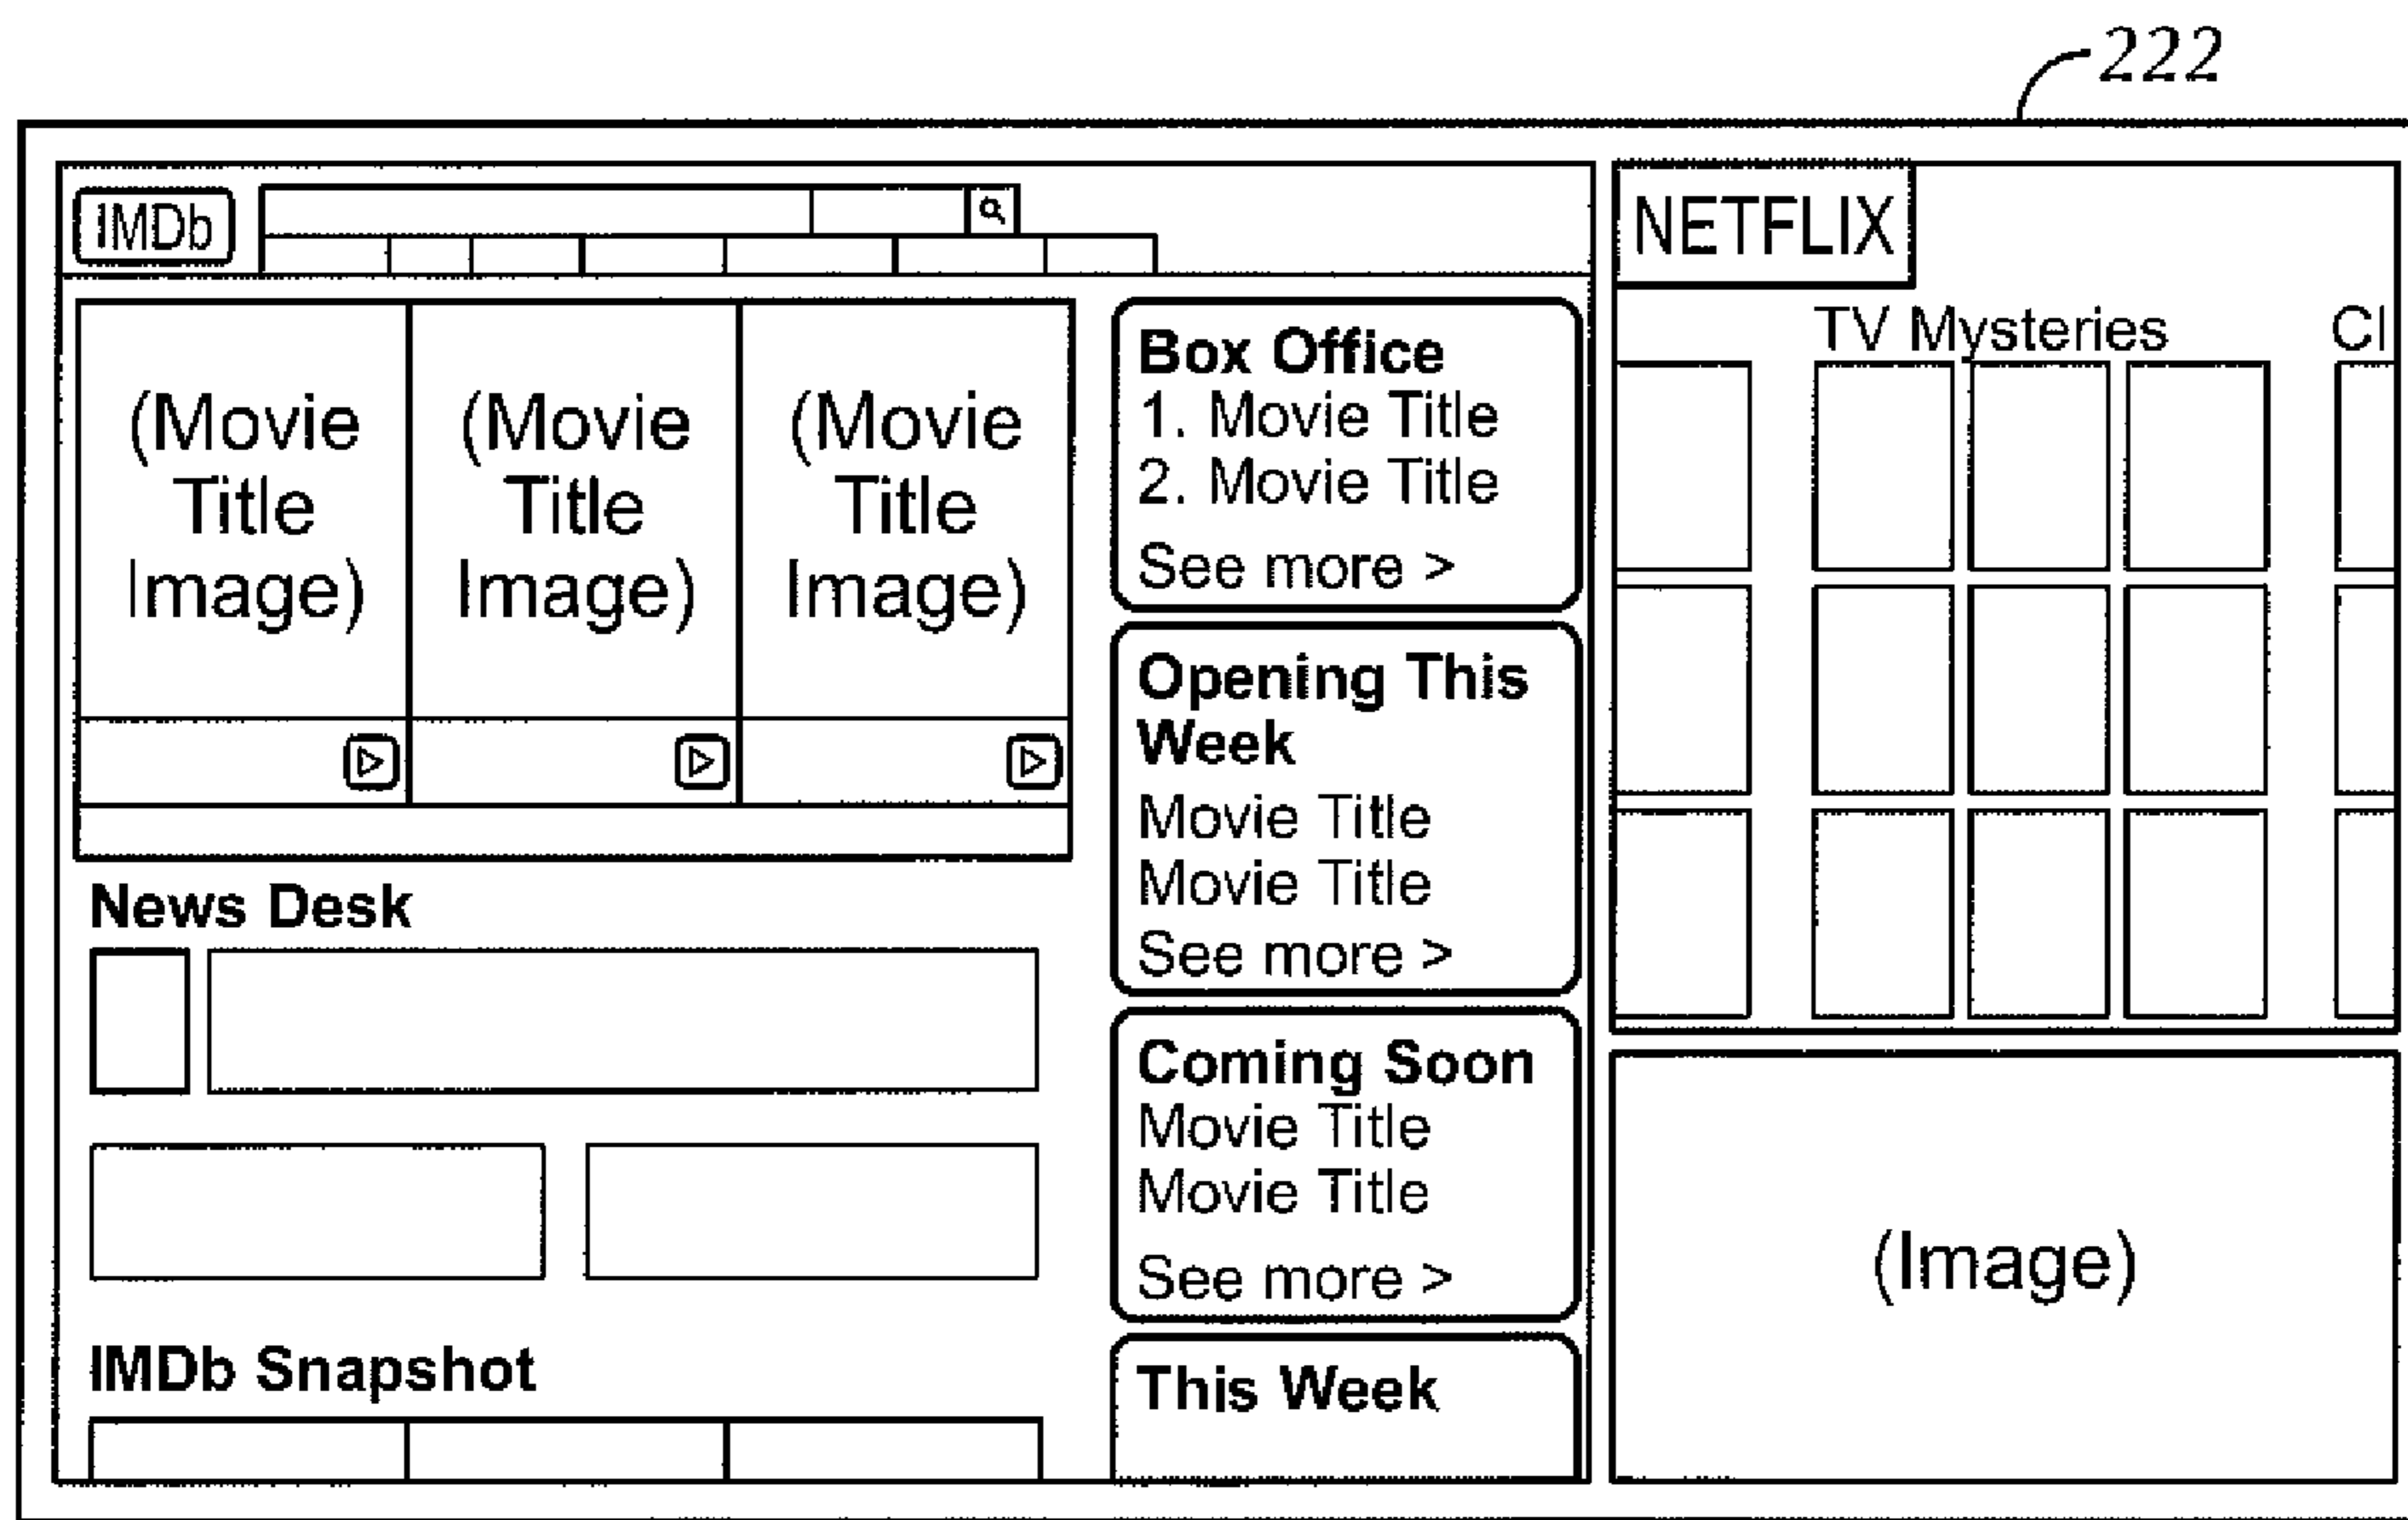 222
IMDb
(Movie
Title
Image)
(Movie
Title
Image)
(Movie
Title
Image)
News Desk
IMDb Snapshot
Box Office
1. Movie Title
2. Movie Title
See more >
Opening This
Week
Movie Title
Movie Title
See more >
Coming Soon
Movie Title
Movie Title
See more >
This Week
NETFLIX
TV Mysteries
Cl
(Image)